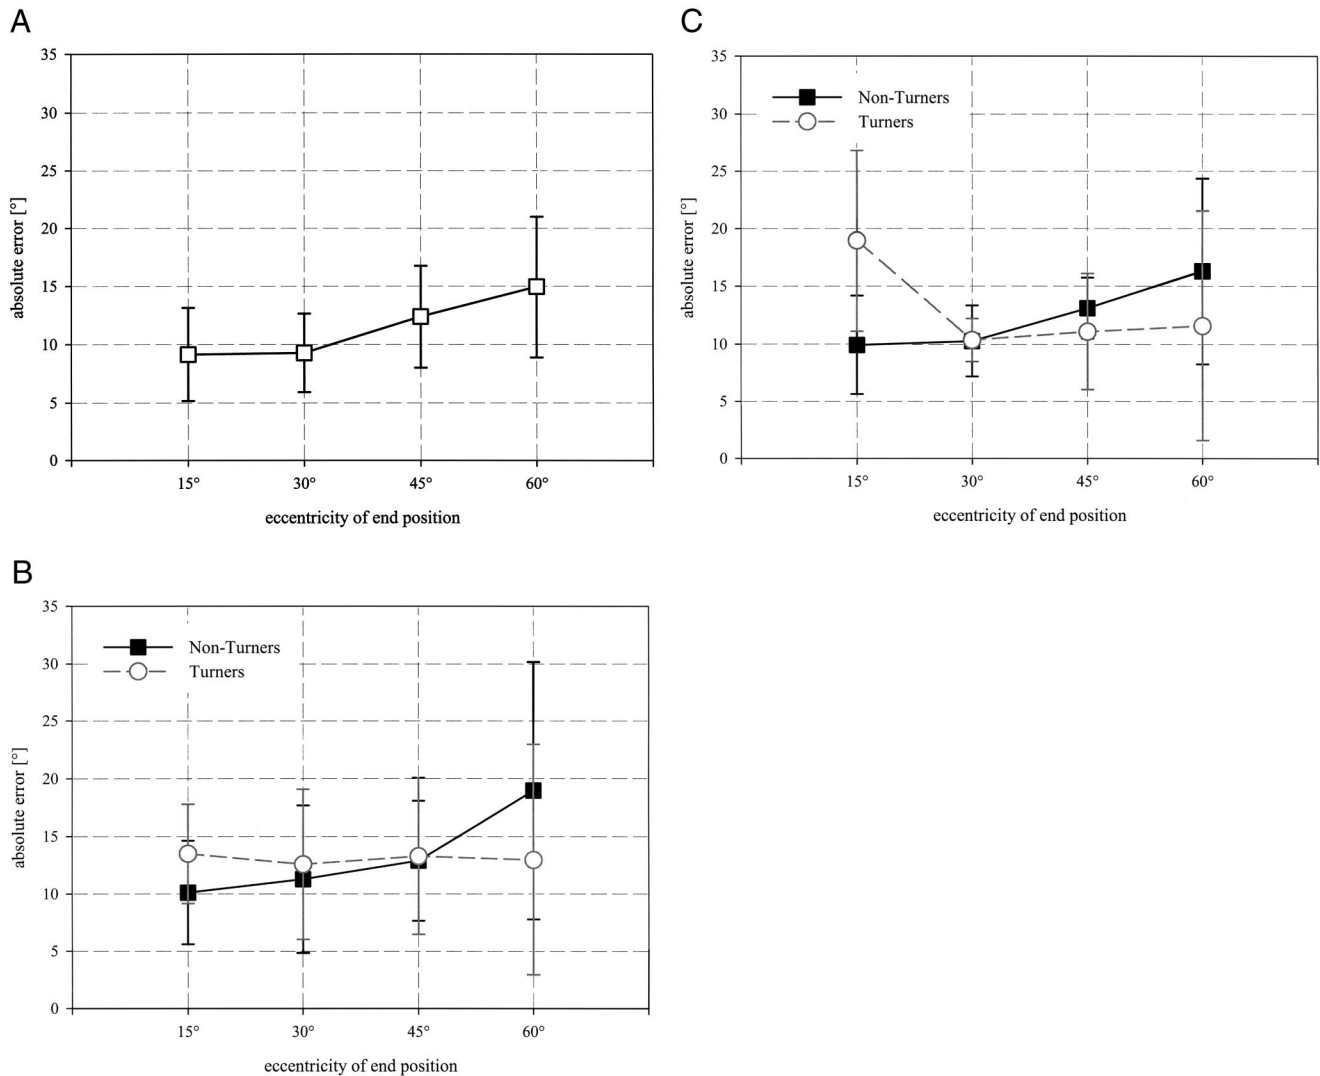 A
35
30
25
20
15
10
5
0
absolute error [°]
15° 30° 45° 60°
eccentricity of end position
C
35
30
25
20
15
10
5
0
absolute error [°]
Non-Turners
Turners
15° 30° 45° 60°
eccentricity of end position
B
35
30
25
20
15
10
5
0
absolute error [°]
Non-Turners
Turners
15° 30° 45° 60°
eccentricity of end position